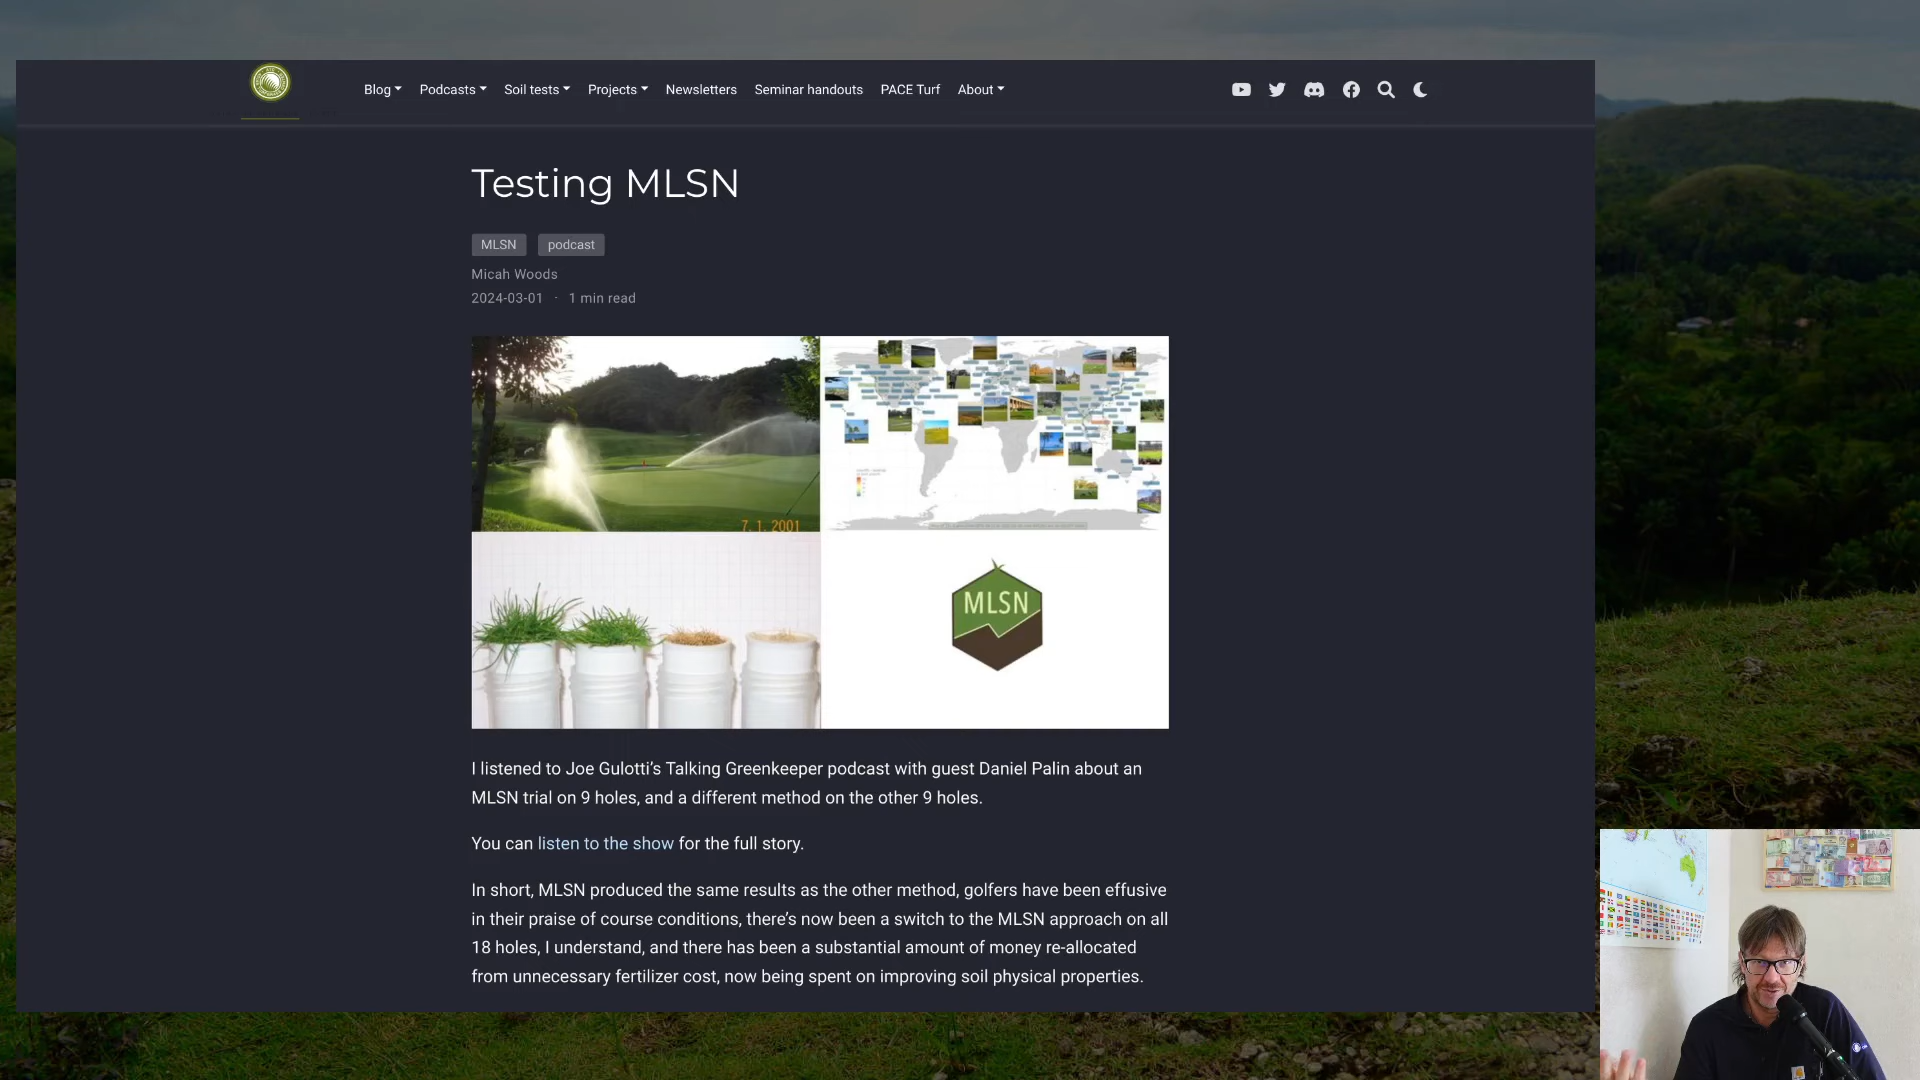 Blog Podcasts Soil tests Projects Newsletters Seminar handouts PACE Turf About
Testing MLSN
MLSN podcast
Micah Woods
2024-03-01 · 1 min read
7. 1. 2001
MLSN
I listened to Joe Gulotti's Talking Greenkeeper podcast with guest Daniel Palin about an
MLSN trial on 9 holes, and a different method on the other 9 holes.
You can listen to the show for the full story.
In short, MLSN produced the same results as the other method, golfers have been effusive
in their praise of course conditions, there's now been a switch to the MLSN approach on all
18 holes, I understand, and there has been a substantial amount of money re-allocated
from unnecessary fertilizer cost, now being spent on improving soil physical properties.